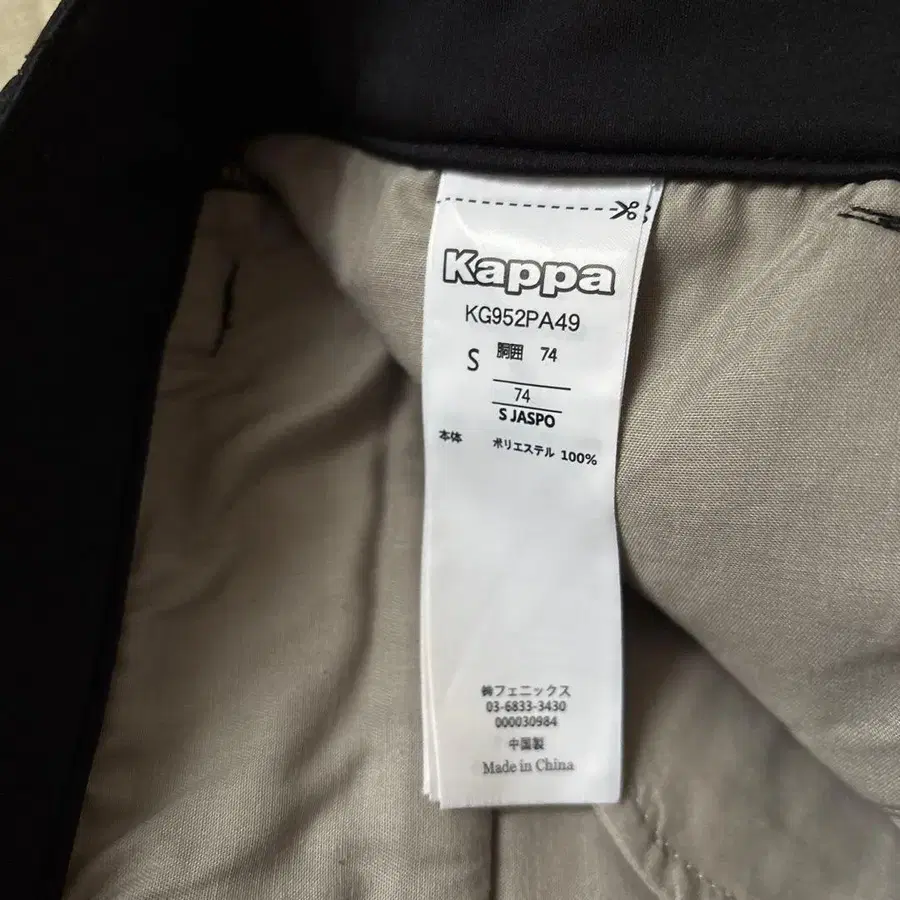 Kappa
KG952PA49
S 胴囲 74
74
S JASPO
本体 ポリエステル 100%
㈱フェニックス
03-6833-3430
000030984
中国製
Made in China